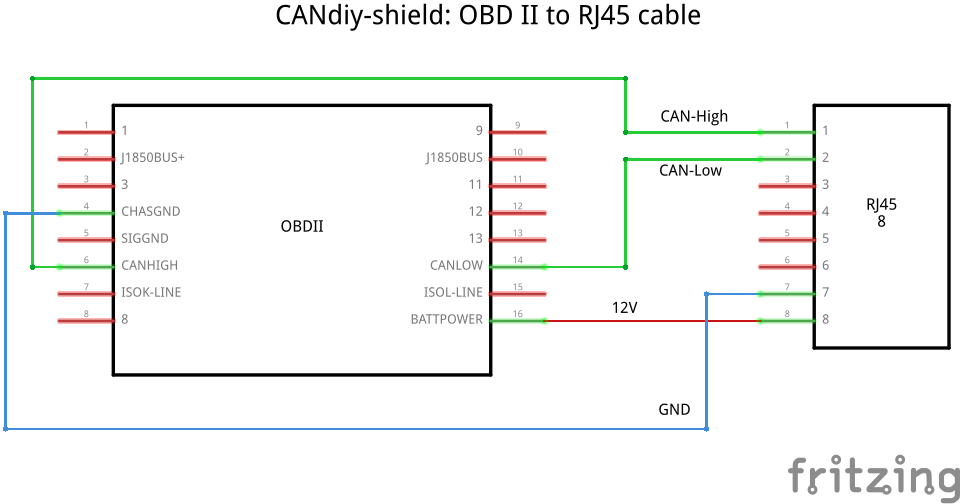 CANdiy-shield: OBD II to RJ45 cable
CAN-High
CAN-Low
12V
GND
OBDII
1 1
2 J1850BUS+
3 3
4 CHASGND
5 SIGGND
6 CANHIGH
7 ISOK-LINE
8 8
9 9
J1850BUS 10
11 11
12 12
13 13
CANLOW 14
ISOL-LINE 15
BATTPOWER 16
RJ45
8
1 1
2 2
3 3
4 4
5 5
6 6
7 7
8 8
fritzing